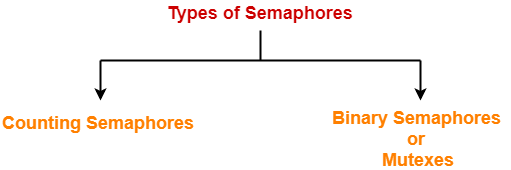 Types of Semaphores
Counting Semaphores
Binary Semaphores
or
Mutexes